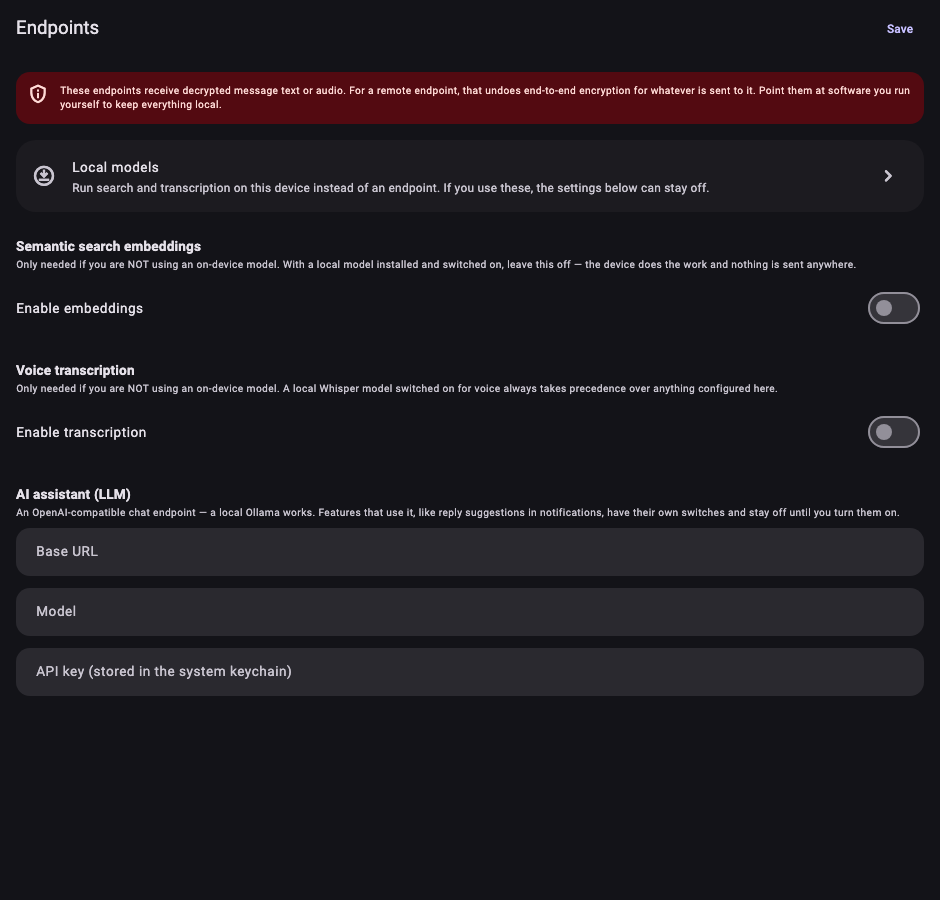 Endpoints
Save
These endpoints receive decrypted message text or audio. For a remote endpoint, that undoes end-to-end encryption for whatever is sent to it. Point them at software you run
yourself to keep everything local.
Local models
Run search and transcription on this device instead of an endpoint. If you use these, the settings below can stay off.
Semantic search embeddings
Only needed if you are NOT using an on-device model. With a local model installed and switched on, leave this off — the device does the work and nothing is sent anywhere.
Enable embeddings
Voice transcription
Only needed if you are NOT using an on-device model. A local Whisper model switched on for voice always takes precedence over anything configured here.
Enable transcription
AI assistant (LLM)
An OpenAI-compatible chat endpoint — a local Ollama works. Features that use it, like reply suggestions in notifications, have their own switches and stay off until you turn them on.
Base URL
Model
API key (stored in the system keychain)